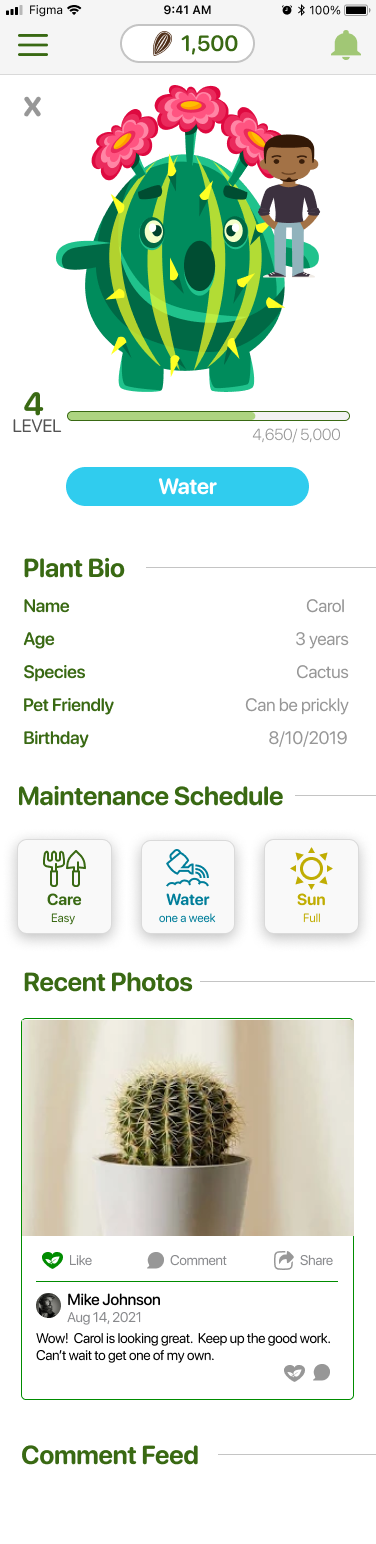 Figma 9:41 AM 100%
1,500
X
4
LEVEL
4,650/ 5,000
Water
Plant Bio
Name Carol
Age 3 years
Species Cactus
Pet Friendly Can be prickly
Birthday 8/10/2019
Maintenance Schedule
Care Water Sun
Easy one a week Full
Recent Photos
Like Comment Share
Mike Johnson
Aug 14, 2021
Wow! Carol is looking great. Keep up the good work.
Can't wait to get one of my own.
Comment Feed